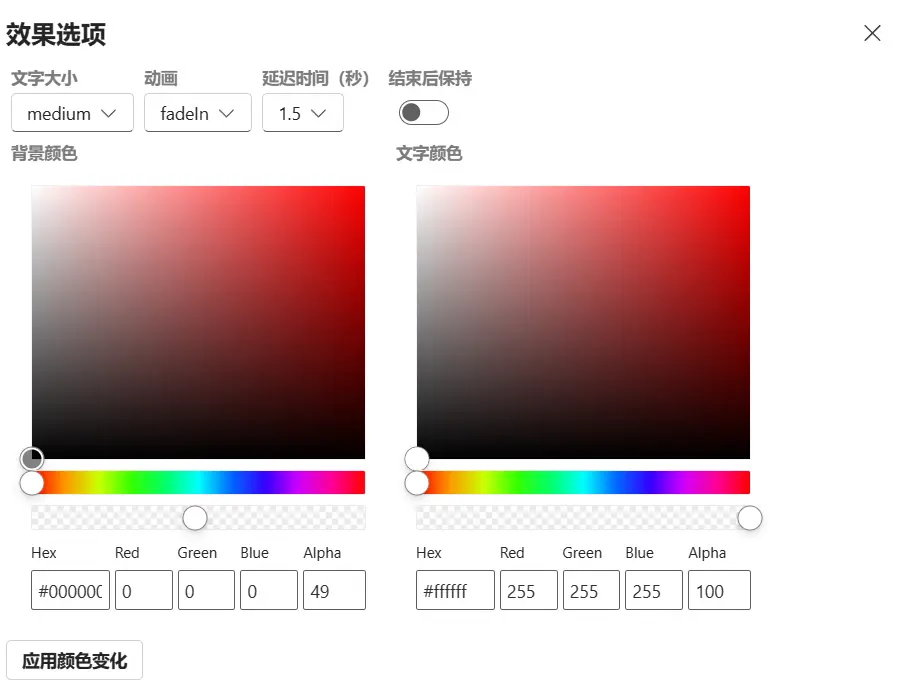 效果选项
文字大小 动画 延迟时间（秒） 结束后保持
medium fadeIn 1.5
背景颜色 文字颜色
Hex Red Green Blue Alpha Hex Red Green Blue Alpha
#000000 0 0 0 49 #ffffff 255 255 255 100
应用颜色变化